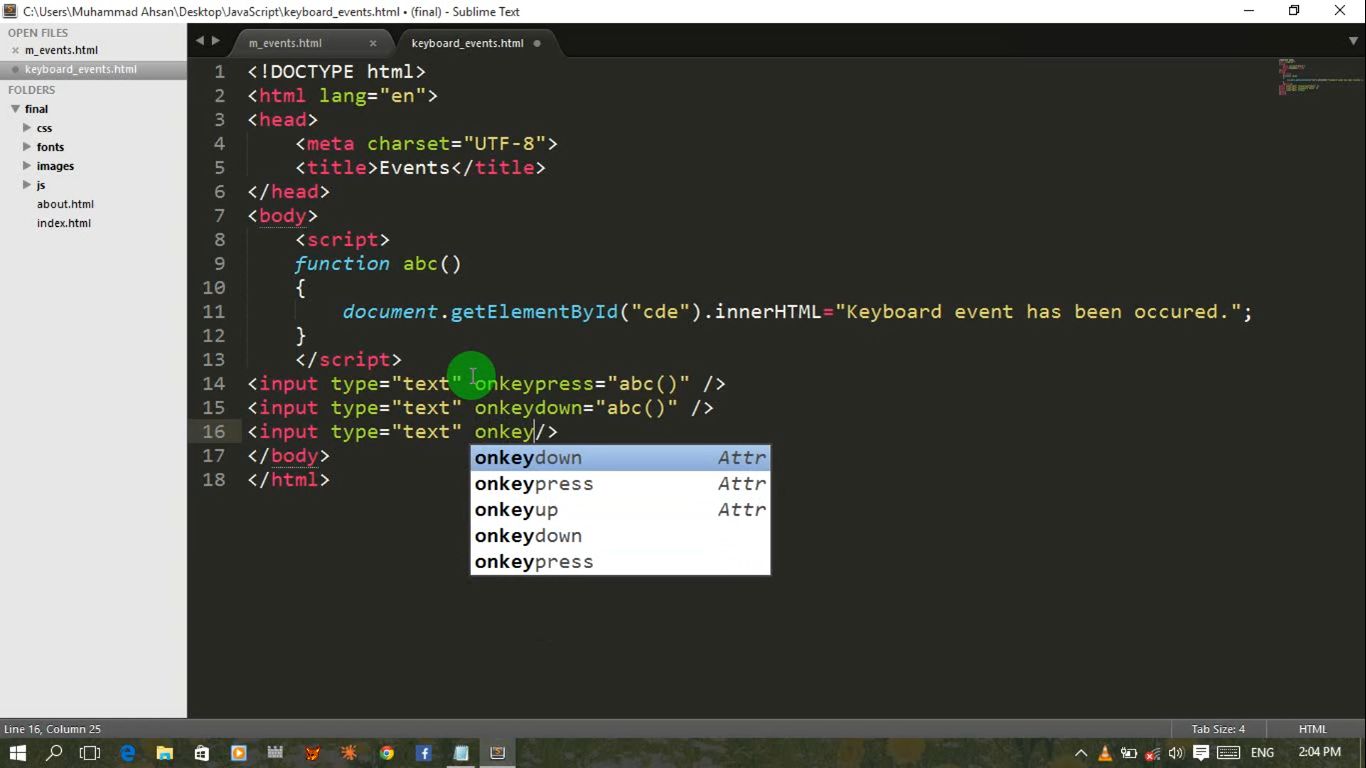 C:\Users\Muhammad Ahsan\Desktop\JavaScript\keyboard_events.html • (final) - Sublime Text
OPEN FILES
m_events.html
keyboard_events.html
FOLDERS
final
css
fonts
images
js
about.html
index.html
m_events.html
keyboard_events.html
1 <!DOCTYPE html>
2 <html lang="en">
3 <head>
4 <meta charset="UTF-8">
5 <title>Events</title>
6 </head>
7 <body>
8 <script>
9 function abc()
10 {
11 document.getElementById("cde").innerHTML="Keyboard event has been occured.";
12 }
13 </script>
14 <input type="text" onkeypress="abc()" />
15 <input type="text" onkeydown="abc()" />
16 <input type="text" onkey/>
17 </body>
18 </html>
onkeydown Attr
onkeypress Attr
onkeyup Attr
onkeydown
onkeypress
Line 16, Column 25
Tab Size: 4
HTML
ENG
2:04 PM